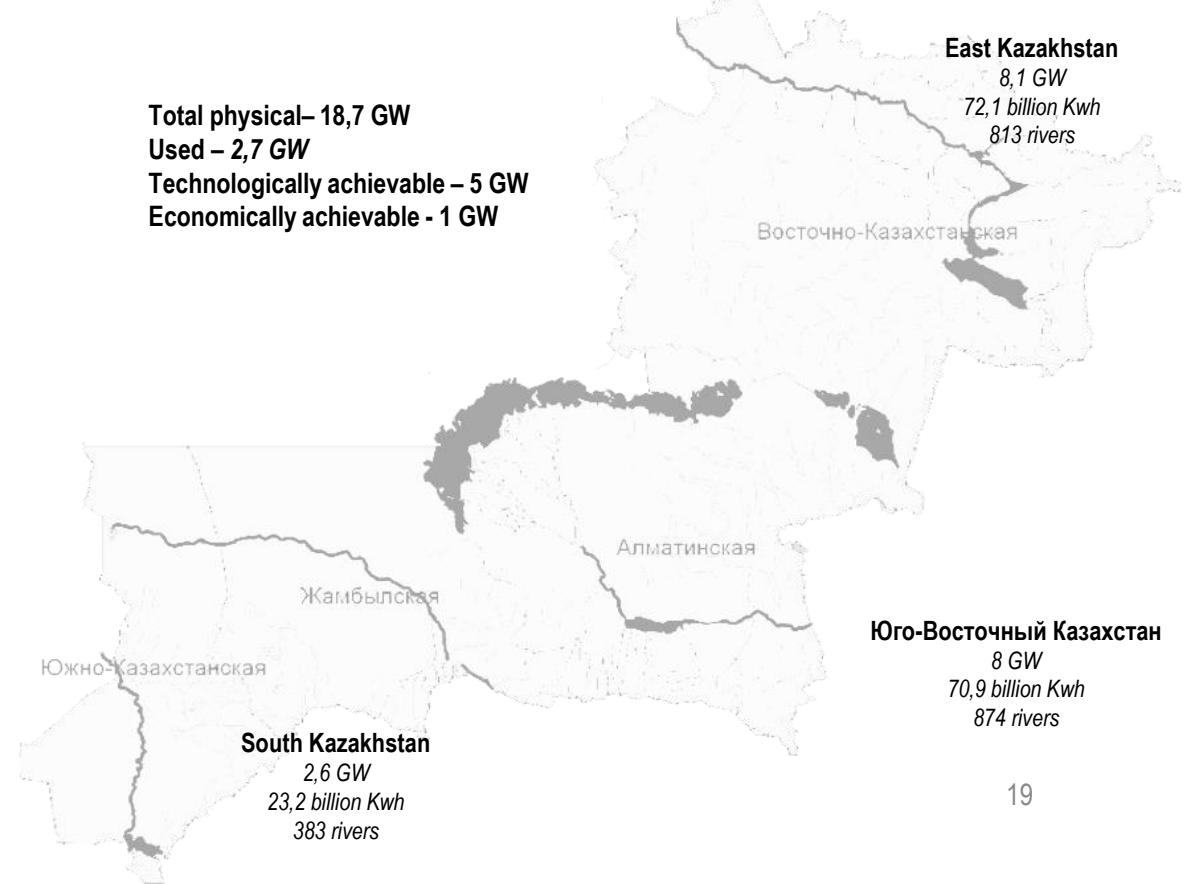 East Kazakhstan
8,1 GW
72,1 billion Kwh
813 rivers
Total physical– 18,7 GW
Used – 2,7 GW
Technologically achievable – 5 GW
Economically achievable - 1 GW
Восточно-Казахстанская
Алматинская
Жамбылская
Южно-Казахстанская
Юго-Восточный Казахстан
8 GW
70,9 billion Kwh
874 rivers
South Kazakhstan
2,6 GW
23,2 billion Kwh
383 rivers
19